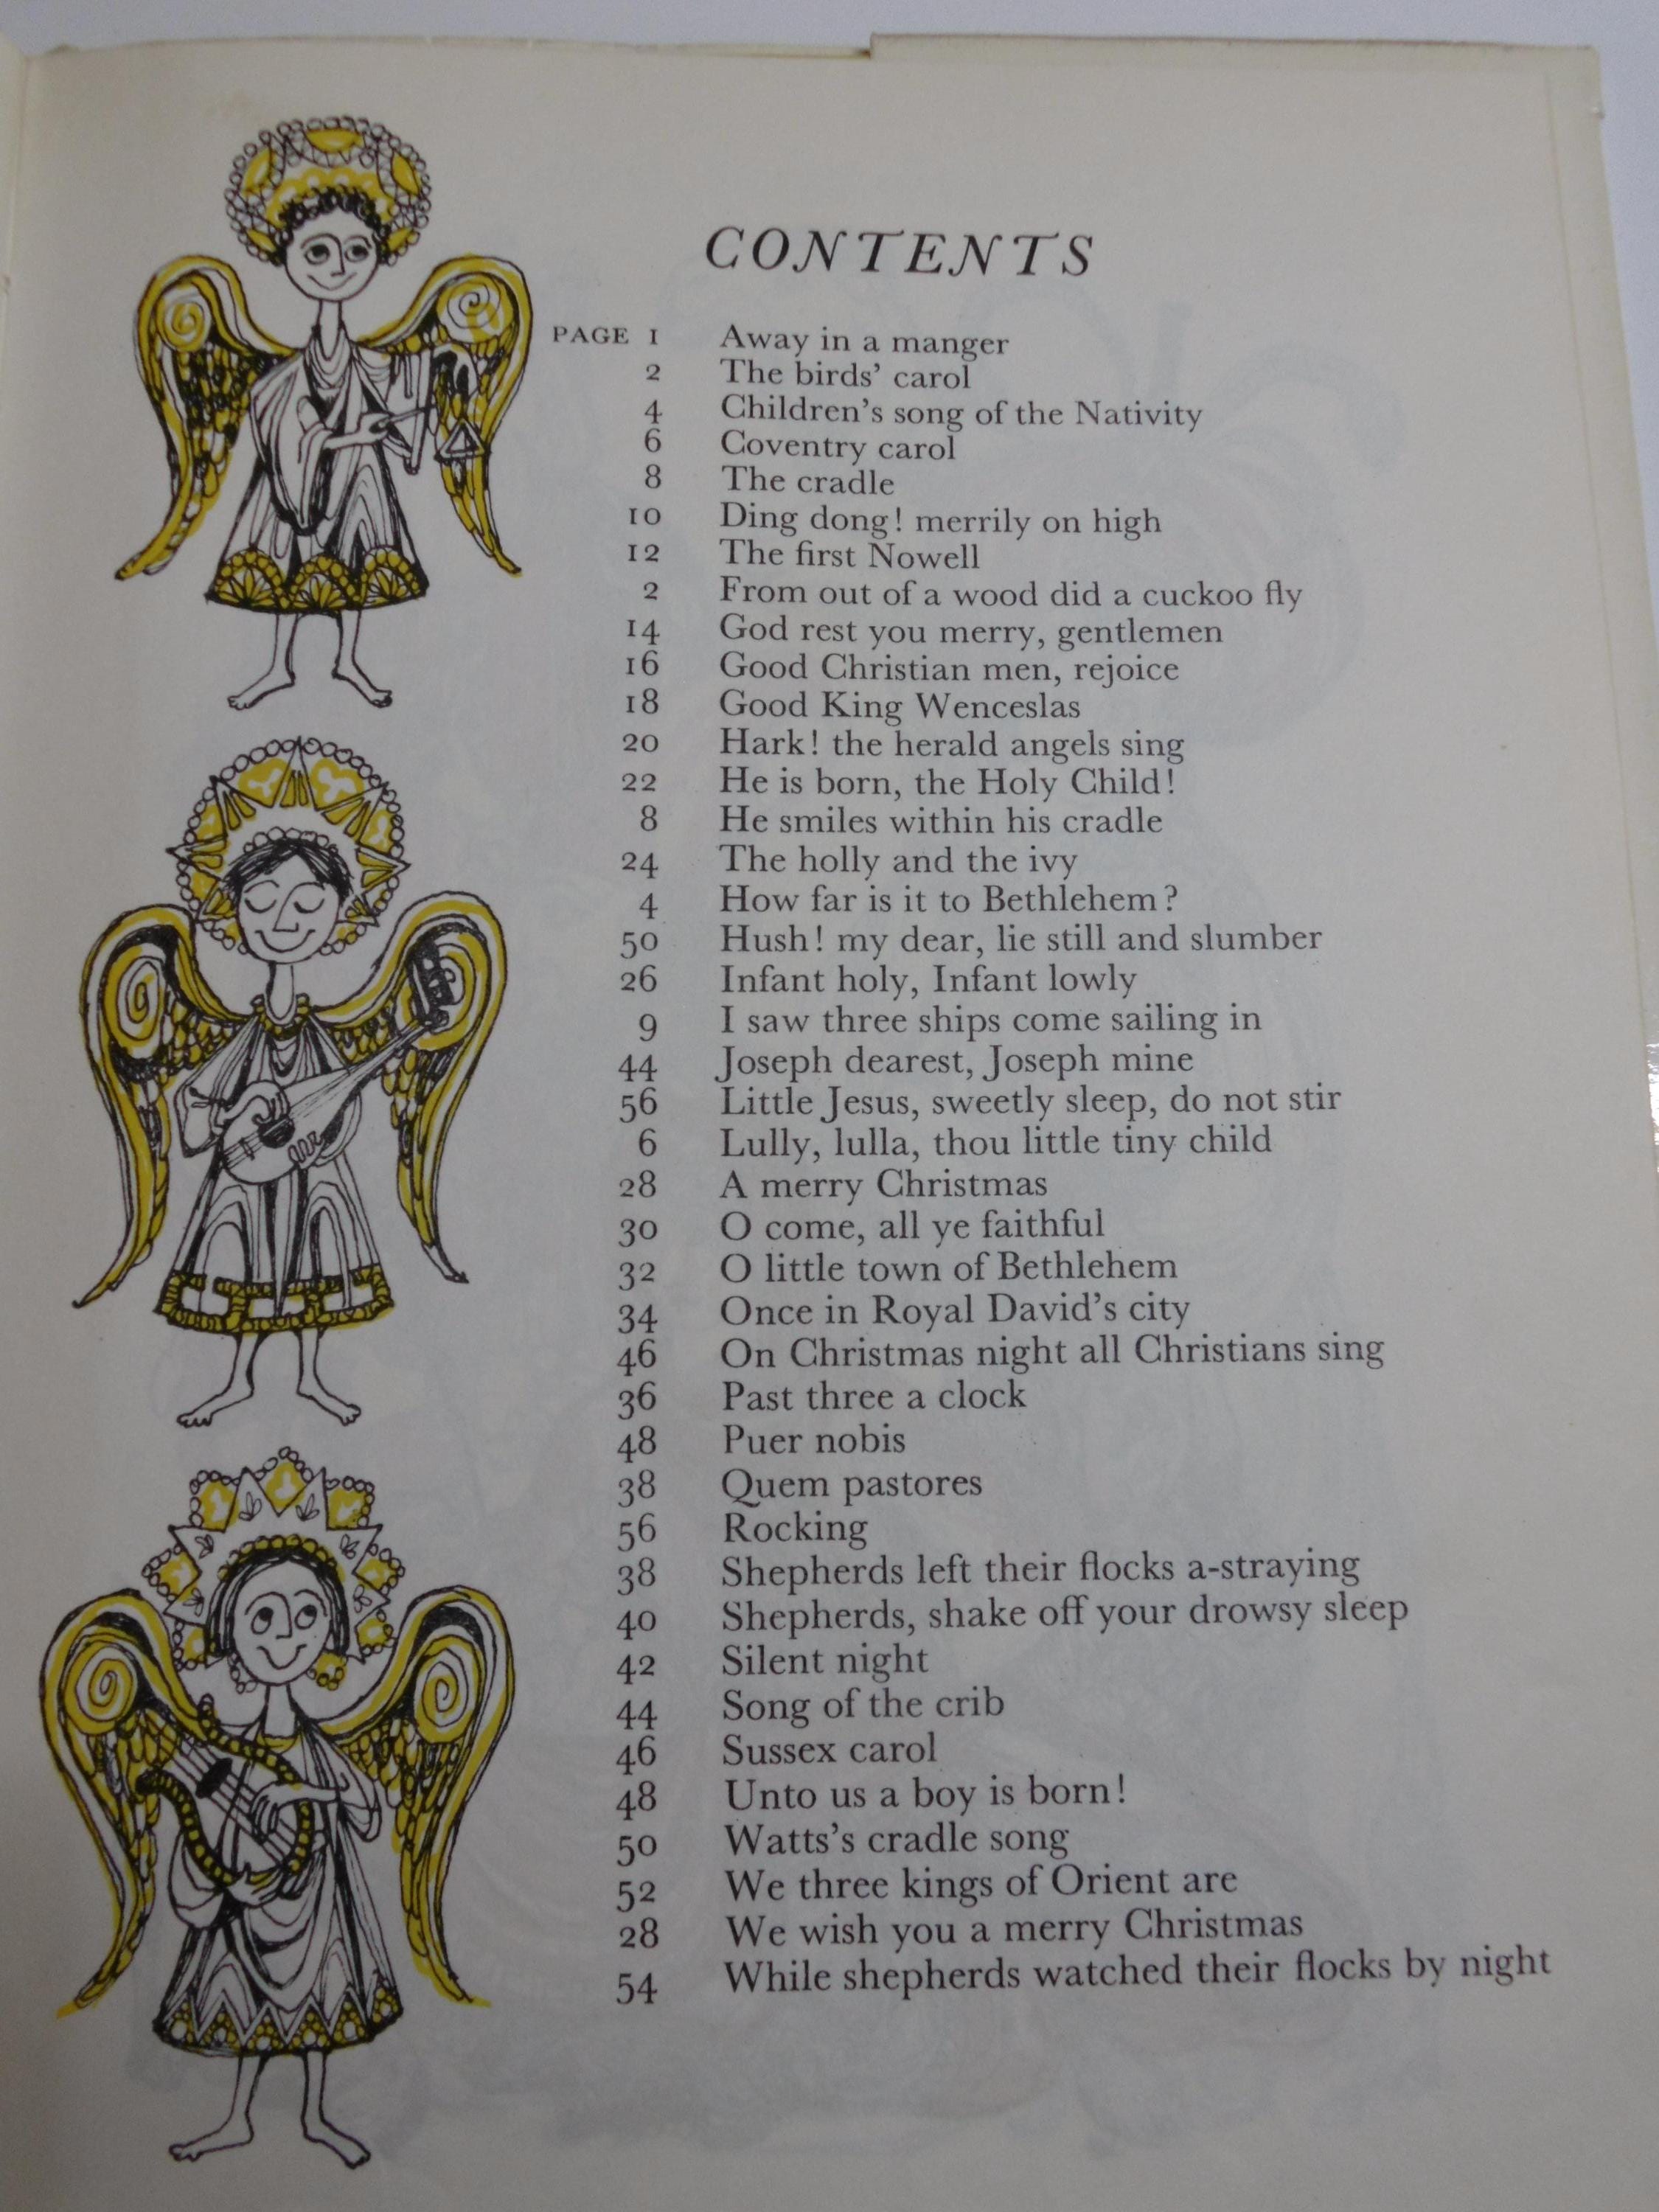 CONTENTS
PAGE 1 Away in a manger
2 The birds' carol
4 Children's song of the Nativity
6 Coventry carol
8 The cradle
10 Ding dong! merrily on high
12 The first Nowell
2 From out of a wood did a cuckoo fly
14 God rest you merry, gentlemen
16 Good Christian men, rejoice
18 Good King Wenceslas
20 Hark! the herald angels sing
22 He is born, the Holy Child!
8 He smiles within his cradle
24 The holly and the ivy
4 How far is it to Bethlehem?
50 Hush! my dear, lie still and slumber
26 Infant holy, Infant lowly
9 I saw three ships come sailing in
44 Joseph dearest, Joseph mine
56 Little Jesus, sweetly sleep, do not stir
6 Lully, lulla, thou little tiny child
28 A merry Christmas
30 O come, all ye faithful
32 O little town of Bethlehem
34 Once in Royal David's city
46 On Christmas night all Christians sing
36 Past three a clock
48 Puer nobis
38 Quem pastores
56 Rocking
38 Shepherds left their flocks a-straying
40 Shepherds, shake off your drowsy sleep
42 Silent night
44 Song of the crib
46 Sussex carol
48 Unto us a boy is born!
50 Watts's cradle song
52 We three kings of Orient are
28 We wish you a merry Christmas
54 While shepherds watched their flocks by night